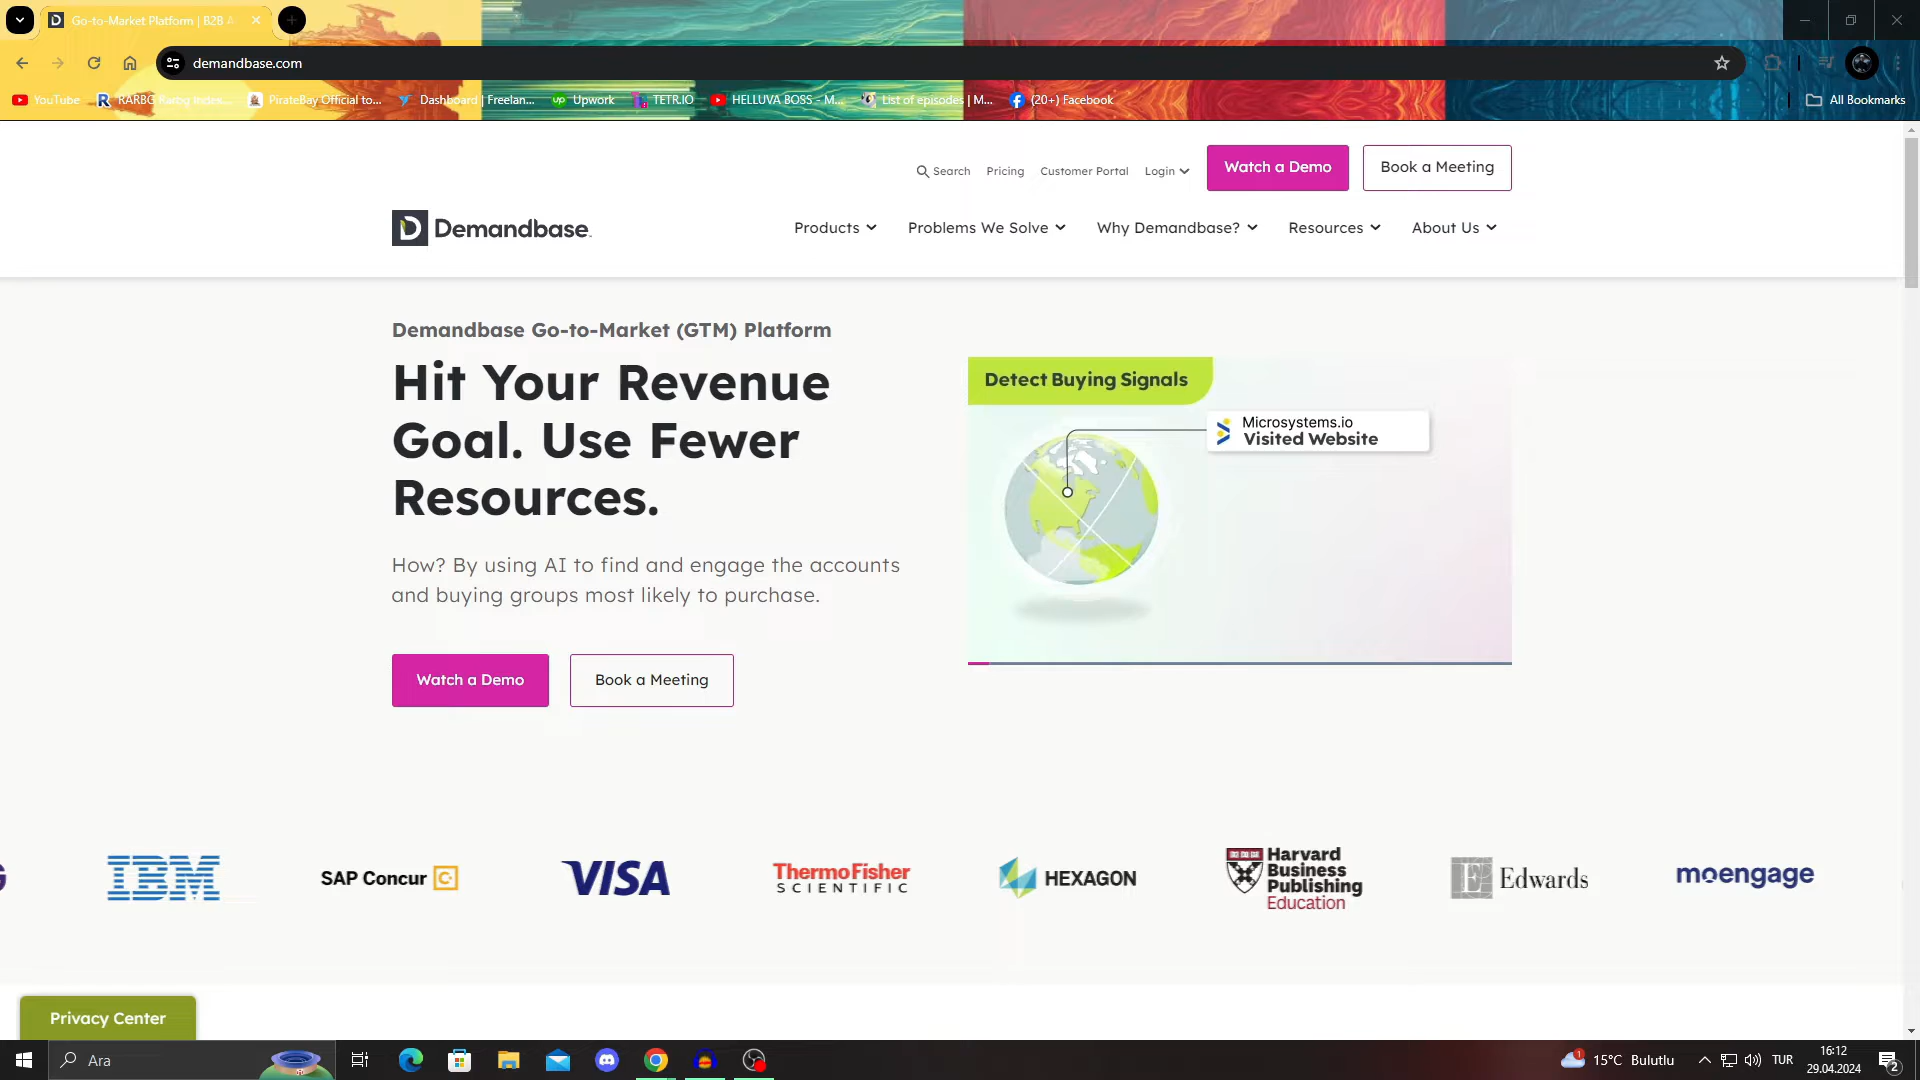 Go-to-Market Platform | B2B A
demandbase.com
YouTube
RARBG Rarbg Index...
PirateBay Official to...
Dashboard | Freelan...
Upwork
TETR.IO
HELLUVA BOSS - M...
List of episodes | M...
(20+) Facebook
All Bookmarks
Search
Pricing
Customer Portal
Login
Watch a Demo
Book a Meeting
Demandbase
Products
Problems We Solve
Why Demandbase?
Resources
About Us
Demandbase Go-to-Market (GTM) Platform
Hit Your Revenue
Goal. Use Fewer
Resources.
How? By using AI to find and engage the accounts
and buying groups most likely to purchase.
Watch a Demo
Book a Meeting
Detect Buying Signals
Microsystems.io
Visited Website
IBM
SAP Concur C
VISA
ThermoFisher
SCIENTIFIC
HEXAGON
Harvard
Business
Publishing
Education
E Edwards
moengage
Privacy Center
Ara
1
15°C Bulutlu
TUR
16:12
29.04.2024
2